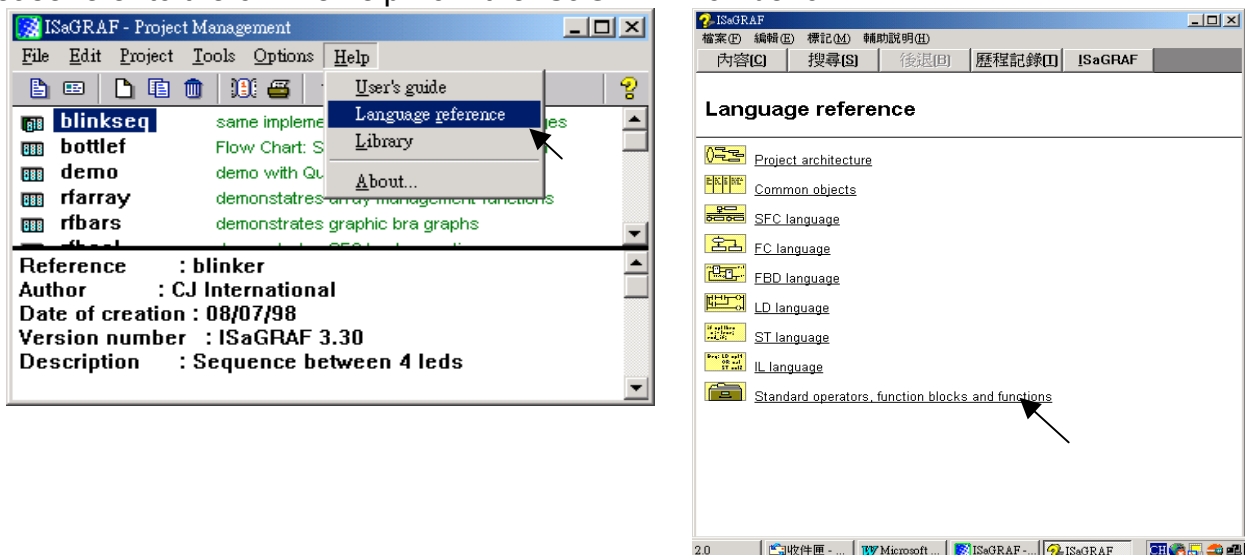 ISaGRAF - Project Management
File Edit Project Tools Options Help
User's guide
Language reference
Library
About...
blinkseq same impleme ges
bottlef Flow Chart: S
demo demo with Qu
rfarray demonstatres array management functions
rfbars demonstrates graphic bra graphs
Reference : blinker
Author : CJ International
Date of creation : 08/07/98
Version number : ISaGRAF 3.30
Description : Sequence between 4 leds
ISaGRAF
檔案(F) 編輯(E) 標記(M) 輔助說明(H)
內容(C) 搜尋(S) 後退(B) 歷程記錄(T) ISaGRAF
Language reference
Project architecture
Common objects
SFC language
FC language
FBD language
LD language
ST language
IL language
Standard operators, function blocks and functions
2.0 收件匣 - ... Microsoft ... ISaGRAF -... ISaGRAF CH